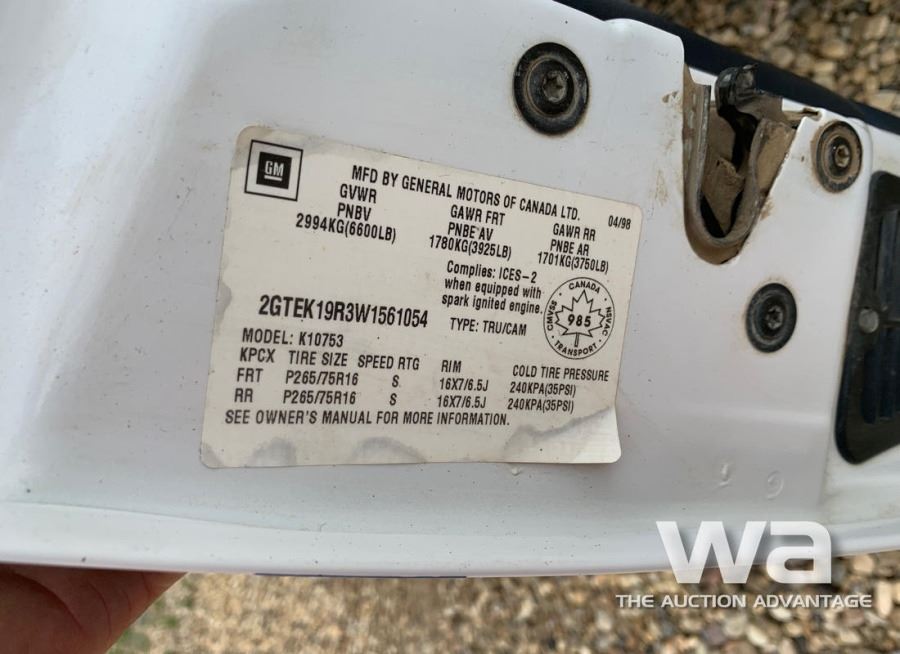 GM
MFD BY GENERAL MOTORS OF CANADA LTD.
04/98
GVWR
PNBV
2994KG(6600LB)
GAWR FRT
PNBE AV
1780KG(3925LB)
GAWR RR
PNBE AR
1701KG(3750LB)
Complies: ICES-2
when equipped with
spark ignited engine.
2GTEK19R3W1561054
TYPE: TRU/CAM
CANADA
CMVSS
985
NSVAC
TRANSPORT
MODEL: K10753
KPCX TIRE SIZE SPEED RTG RIM COLD TIRE PRESSURE
FRT P265/75R16 S 16X7/6.5J 240KPA(35PSI)
RR P265/75R16 S 16X7/6.5J 240KPA(35PSI)
SEE OWNER'S MANUAL FOR MORE INFORMATION.
wa
THE AUCTION ADVANTAGE